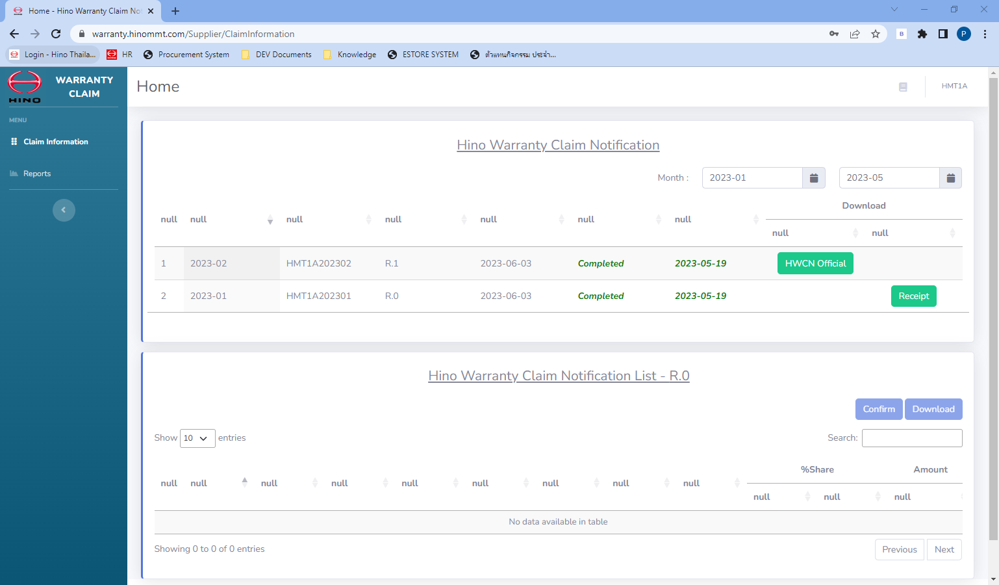 Home - Hino Warranty Claim Not
warranty.hinommt.com/Supplier/ClaimInformation
B
P
Login - Hino Thaila...
HR
Procurement System
DEV Documents
Knowledge
ESTORE SYSTEM
ตัวแทนกิจกรรม ประจำ...
HINO
WARRANTY
CLAIM
Home
HMT1A
MENU
Claim Information
Reports
Hino Warranty Claim Notification
Month :
2023-01
2023-05
Download
null null null null null null null
null null
1 2023-02 HMT1A202302 R.1 2023-06-03 Completed 2023-05-19 HWCN Official
2 2023-01 HMT1A202301 R.0 2023-06-03 Completed 2023-05-19 Receipt
Hino Warranty Claim Notification List - R.0
Confirm Download
Show 10 entries
Search:
%Share Amount
null null null null null null null null null
null null null
No data available in table
Showing 0 to 0 of 0 entries
Previous Next